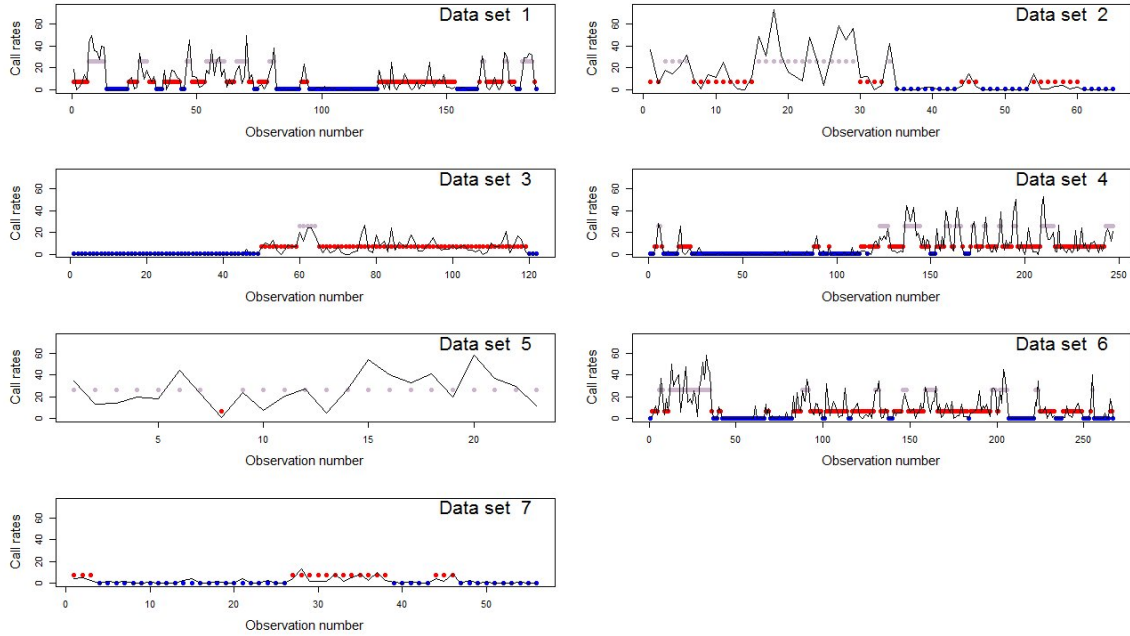 Data set 1
Call rates
0 20 40 60
0 50 100 150
Observation number
Data set 2
Call rates
0 20 40 60
0 10 20 30 40 50 60
Observation number
Data set 3
Call rates
0 20 40 60
0 20 40 60 80 100 120
Observation number
Data set 4
Call rates
0 20 40 60
0 50 100 150 200 250
Observation number
Data set 5
Call rates
0 20 40 60
5 10 15 20
Observation number
Data set 6
Call rates
0 20 40 60
0 50 100 150 200 250
Observation number
Data set 7
Call rates
0 20 40 60
0 10 20 30 40 50
Observation number